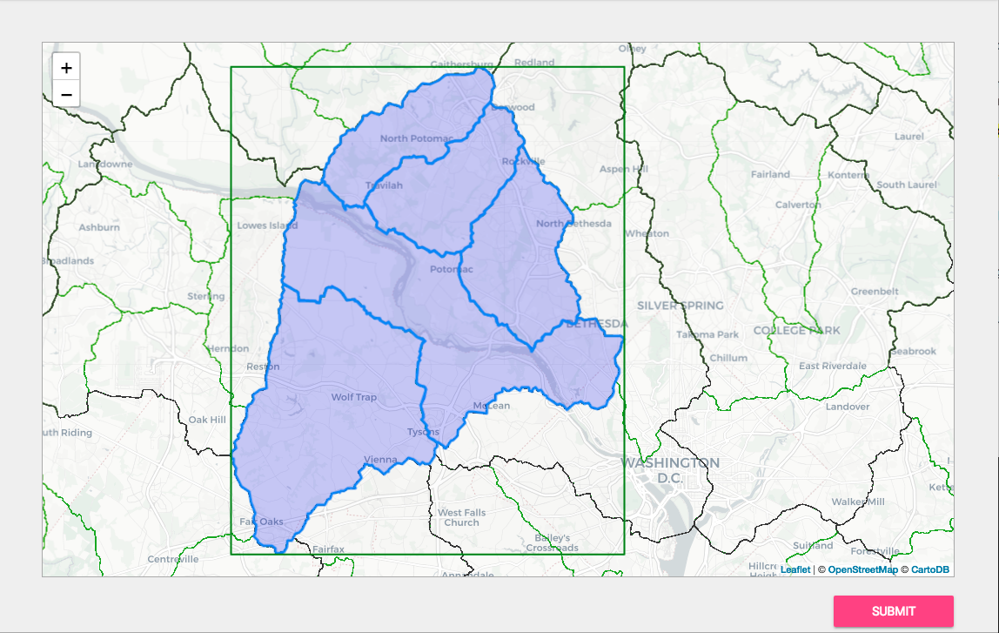 Olney
+
Gaithersburg
Redland
−
Derwood
North Potomac
Laurel
Lansdowne
Rockville
Aspen Hill
Fairland
Konterra
Travilah
South Laurel
Calverton
Lowes Island
North Bethesda
Ashburn
Wheaton
Broadlands
Potomac
Greenbelt
Sterling
SILVER SPRING
BETHESDA
COLLEGE PARK
Takoma Park
Herndon
Seabrook
Chillum
Reston
East Riverdale
Wolf Trap
McLean
Landover
Oak Hill
uth Riding
Tysons
Vienna
WASHINGTON
D.C.
Kette
Walker Mill
West Falls
Church
Fair Oaks
Bailey's
Crossroads
Suitland
Forestville
Fairfax
Centreville
Hillcre
Heigh
Annandale
Leaflet | © OpenStreetMap © CartoDB
SUBMIT